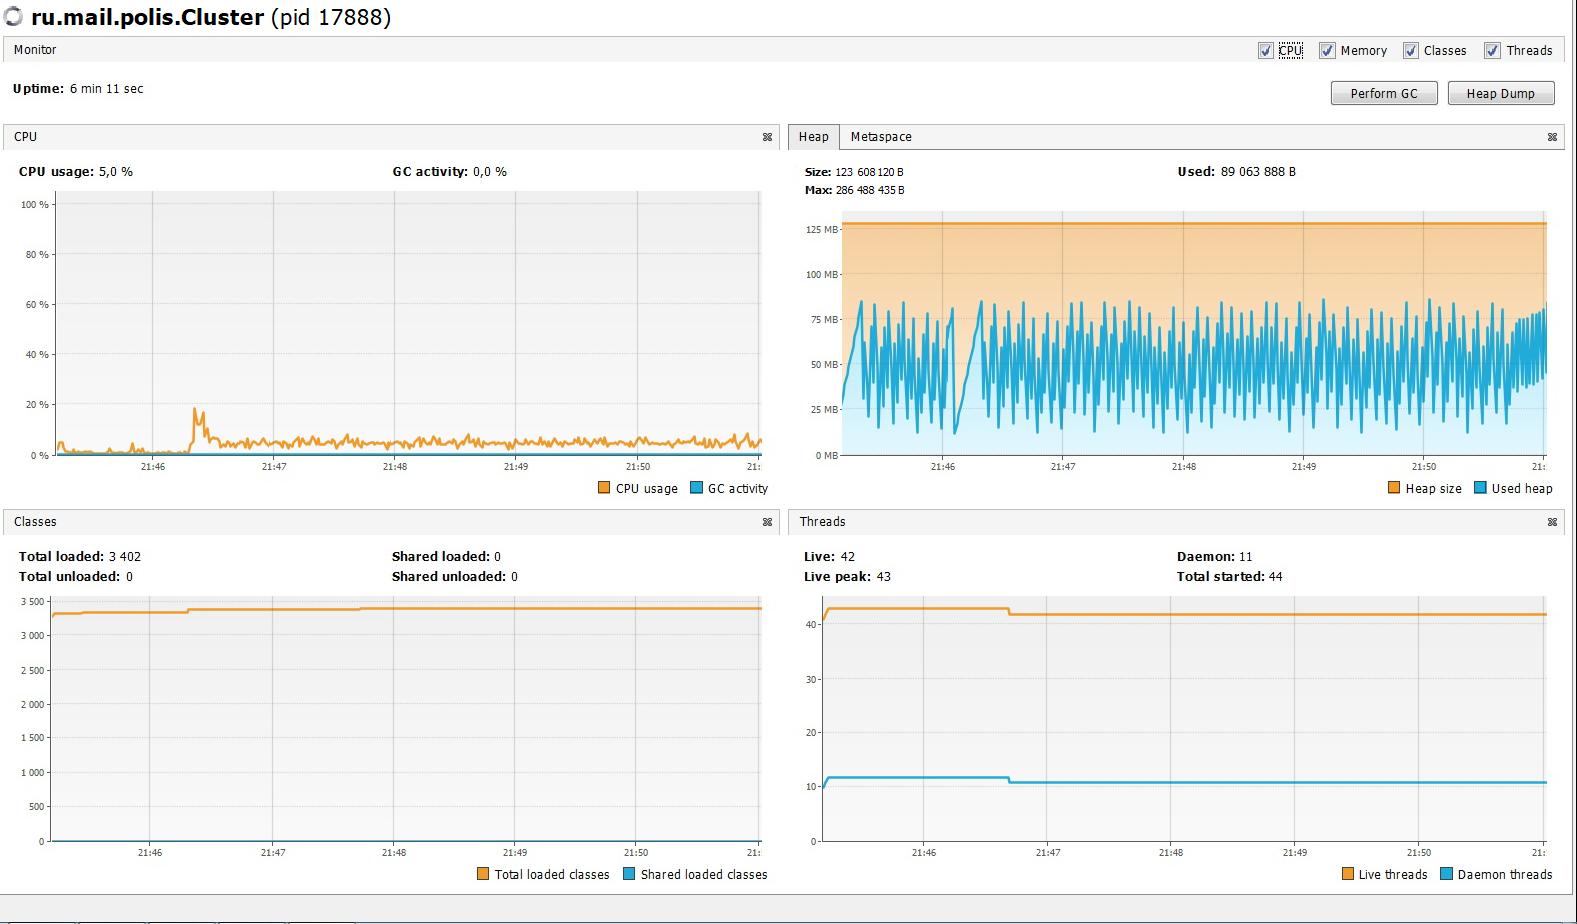 ru.mail.polis.Cluster (pid 17888)
Monitor
CPU Memory Classes Threads
Uptime: 6 min 11 sec
Perform GC Heap Dump
CPU
CPU usage: 5,0 % GC activity: 0,0 %
100 %
80 %
60 %
40 %
20 %
0 %
21:46 21:47 21:48 21:49 21:50 21:
CPU usage GC activity
Heap Metaspace
Size: 123 608 120 B Used: 89 063 888 B
Max: 286 488 435 B
125 MB
100 MB
75 MB
50 MB
25 MB
0 MB
21:46 21:47 21:48 21:49 21:50 21:
Heap size Used heap
Classes
Total loaded: 3 402 Shared loaded: 0
Total unloaded: 0 Shared unloaded: 0
3 500
3 000
2 500
2 000
1 500
1 000
500
0
21:46 21:47 21:48 21:49 21:50 21:
Total loaded classes Shared loaded classes
Threads
Live: 42 Daemon: 11
Live peak: 43 Total started: 44
40
30
20
10
0
21:46 21:47 21:48 21:49 21:50 21:
Live threads Daemon threads